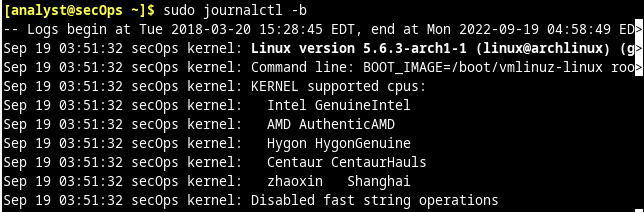 [analyst@secOps ~]$ sudo journalctl -b
-- Logs begin at Tue 2018-03-20 15:28:45 EDT, end at Mon 2022-09-19 04:58:49 ED>
Sep 19 03:51:32 secOps kernel: Linux version 5.6.3-arch1-1 (linux@archlinux) (g>
Sep 19 03:51:32 secOps kernel: Command line: BOOT_IMAGE=/boot/vmlinuz-linux roo>
Sep 19 03:51:32 secOps kernel: KERNEL supported cpus:
Sep 19 03:51:32 secOps kernel:   Intel GenuineIntel
Sep 19 03:51:32 secOps kernel:   AMD AuthenticAMD
Sep 19 03:51:32 secOps kernel:   Hygon HygonGenuine
Sep 19 03:51:32 secOps kernel:   Centaur CentaurHauls
Sep 19 03:51:32 secOps kernel:   zhaoxin   Shanghai
Sep 19 03:51:32 secOps kernel: Disabled fast string operations